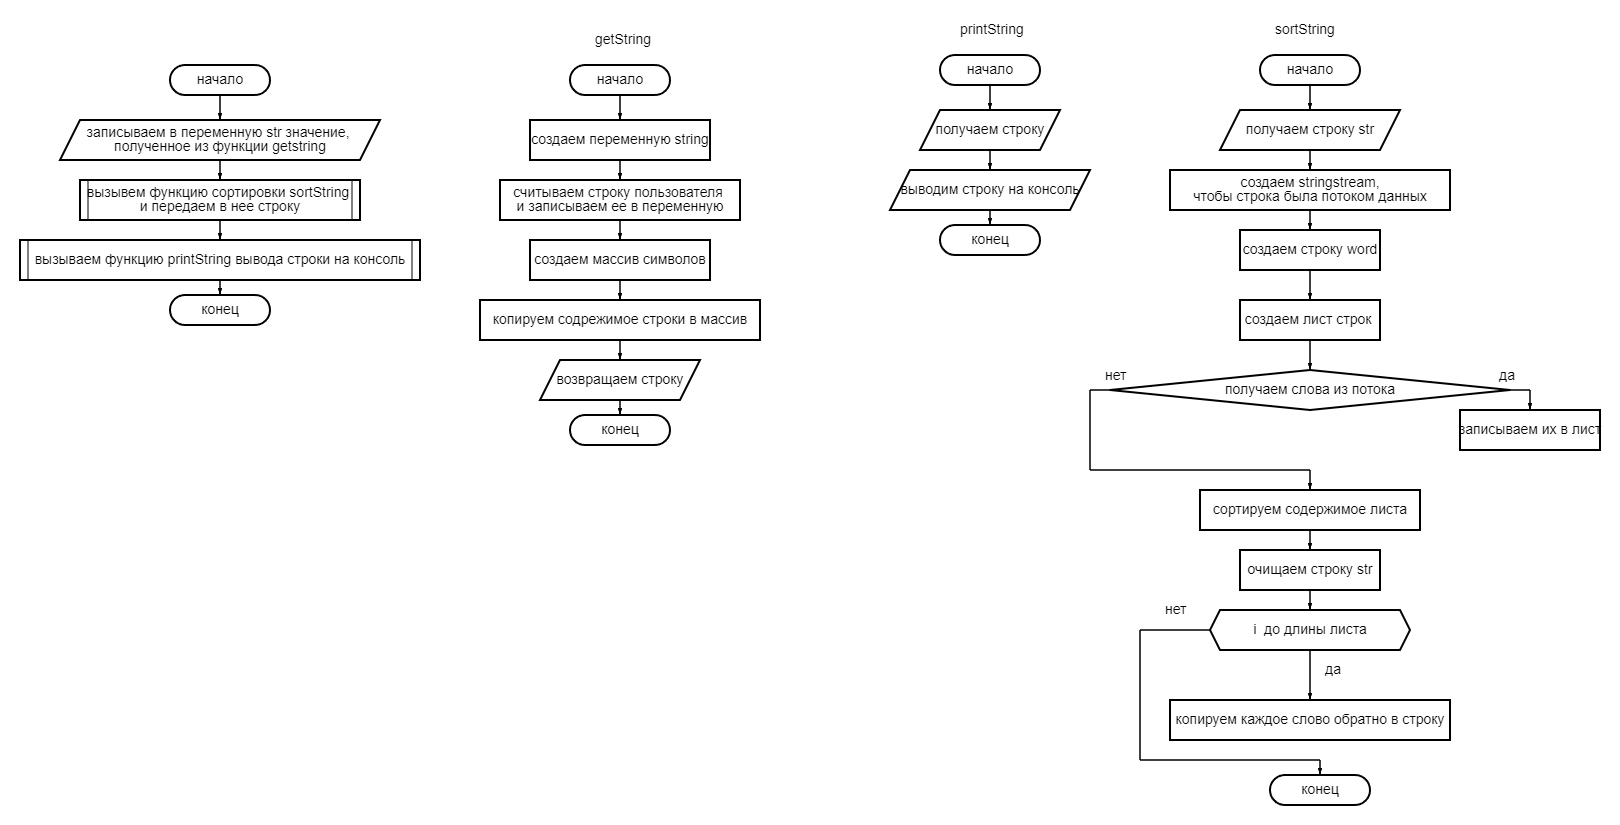 начало
записываем в переменную str значение,
полученное из функции getstring
вызывем функцию сортировки sortString
и передаем в нее строку
вызываем функцию printString вывода строки на консоль
конец
getString
начало
создаем переменную string
считываем строку пользователя
и записываем ее в переменную
создаем массив символов
копируем содрежимое строки в массив
возвращаем строку
конец
printString
начало
получаем строку
выводим строку на консоль
конец
sortString
начало
получаем строку str
создаем stringstream,
чтобы строка была потоком данных
создаем строку word
создаем лист строк
нет
получаем слова из потока
да
записываем их в лист
сортируем содержимое листа
очищаем строку str
нет
i до длины листа
да
копируем каждое слово обратно в строку
конец